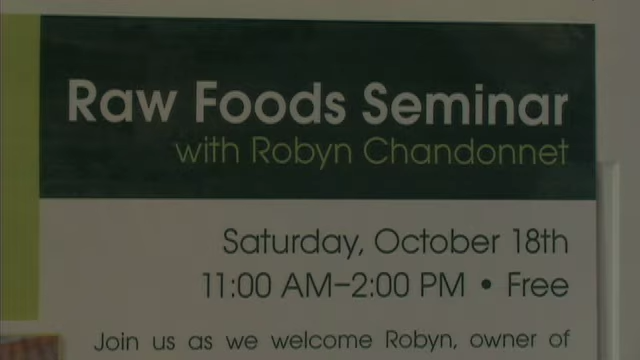 Raw Foods Seminar
with Robyn Chandonnet
Saturday, October 18th
11:00 AM–2:00 PM • Free
Join us as we welcome Robyn, owner of